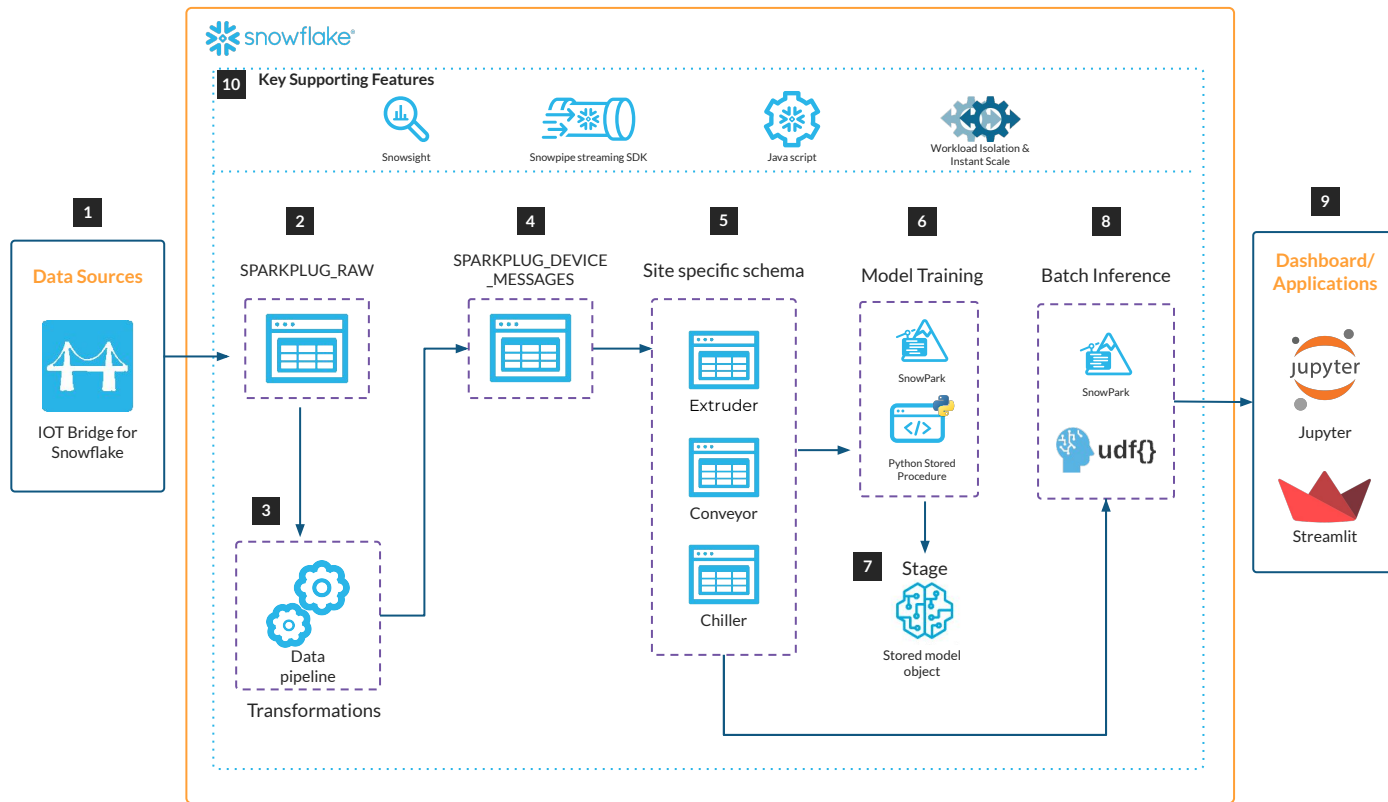 snowflake®
10
Key Supporting Features
Snowsight
Snowpipe streaming SDK
Java script
Workload Isolation &
Instant Scale
1
Data Sources
IOT Bridge for
Snowflake
2
SPARKPLUG_RAW
3
Data
pipeline
Transformations
4
SPARKPLUG_DEVICE
_MESSAGES
5
Site specific schema
Extruder
Conveyor
Chiller
6
Model Training
SnowPark
</>
Python Stored
Procedure
7
Stage
Stored model
object
8
Batch Inference
SnowPark
udf{}
9
Dashboard/
Applications
jupyter
Jupyter
Streamlit